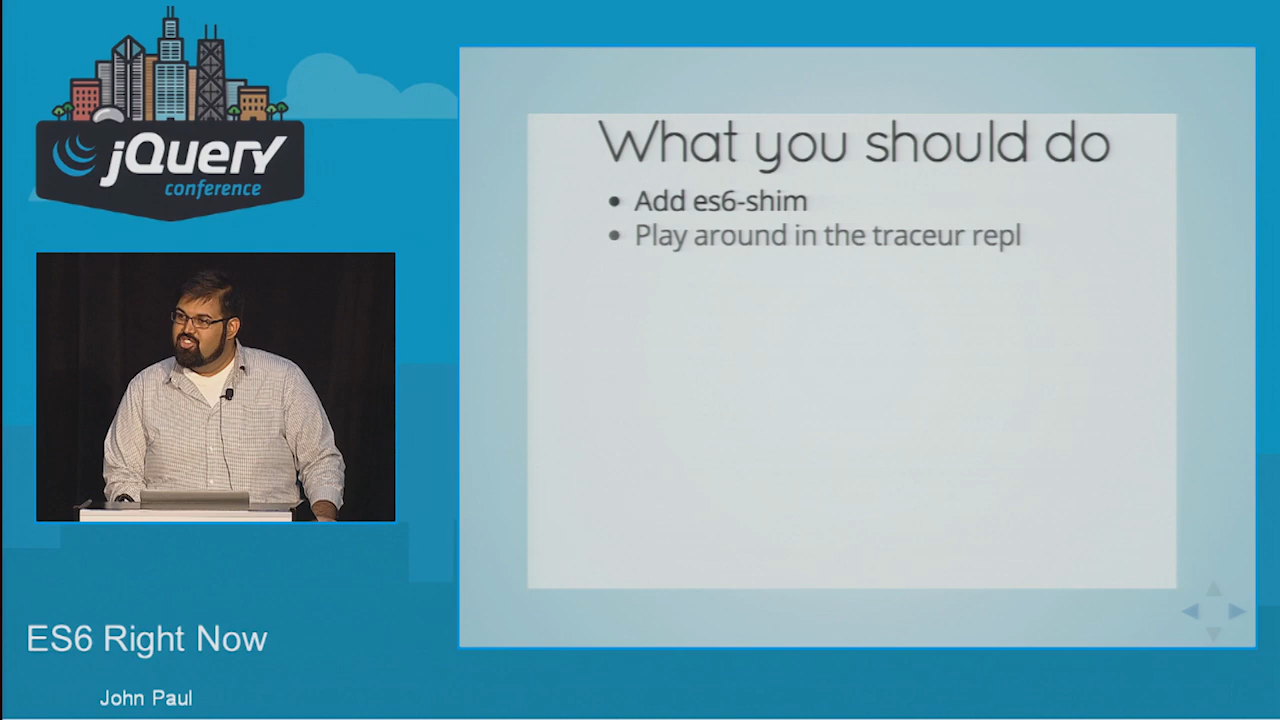 jQuery
conference
What you should do
Add es6-shim
Play around in the traceur repl
ES6 Right Now
John Paul